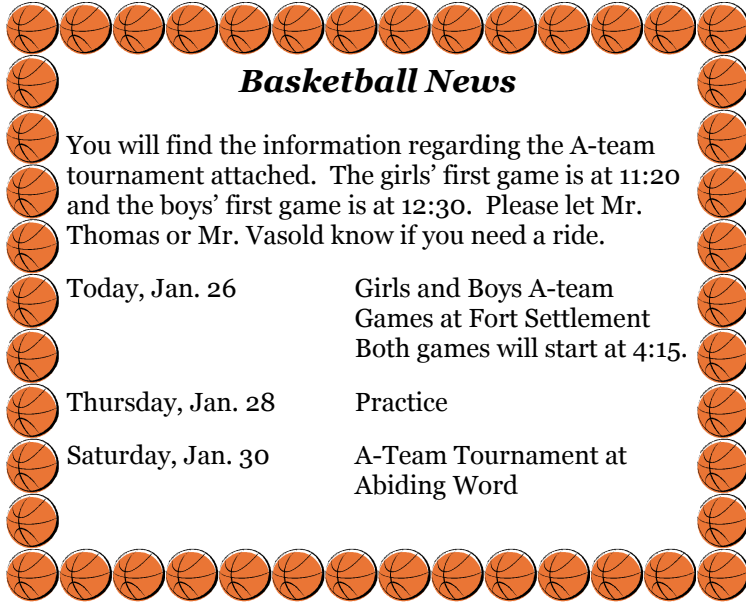 Basketball News
You will find the information regarding the A-team
tournament attached.  The girls’ first game is at 11:20
and the boys’ first game is at 12:30.  Please let Mr.
Thomas or Mr. Vasold know if you need a ride.
Today, Jan. 26 Girls and Boys A-team
Games at Fort Settlement
Both games will start at 4:15.
Thursday, Jan. 28 Practice
Saturday, Jan. 30 A-Team Tournament at
Abiding Word